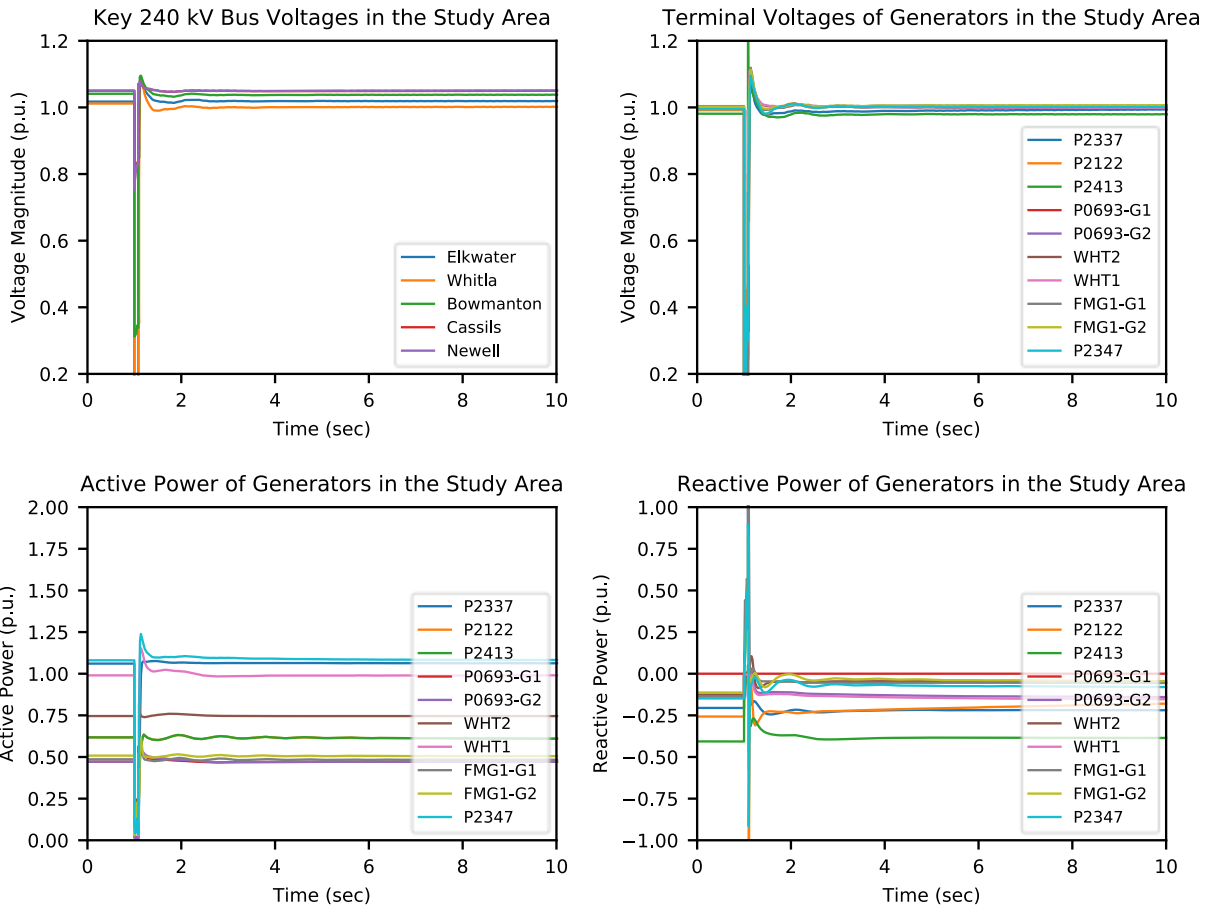 Key 240 kV Bus Voltages in the Study Area
Voltage Magnitude (p.u.)
1.2
1.0
0.8
0.6
0.4
0.2
Elkwater
Whitla
Bowmanton
Cassils
Newell
0 2 4 6 8 10
Time (sec)
Terminal Voltages of Generators in the Study Area
Voltage Magnitude (p.u.)
1.2
1.0
0.8
0.6
0.4
0.2
P2337
P2122
P2413
P0693-G1
P0693-G2
WHT2
WHT1
FMG1-G1
FMG1-G2
P2347
0 2 4 6 8 10
Time (sec)
Active Power of Generators in the Study Area
Active Power (p.u.)
2.00
1.75
1.50
1.25
1.00
0.75
0.50
0.25
0.00
P2337
P2122
P2413
P0693-G1
P0693-G2
WHT2
WHT1
FMG1-G1
FMG1-G2
P2347
0 2 4 6 8 10
Time (sec)
Reactive Power of Generators in the Study Area
Reactive Power (p.u.)
1.00
0.75
0.50
0.25
0.00
−0.25
−0.50
−0.75
−1.00
P2337
P2122
P2413
P0693-G1
P0693-G2
WHT2
WHT1
FMG1-G1
FMG1-G2
P2347
0 2 4 6 8 10
Time (sec)